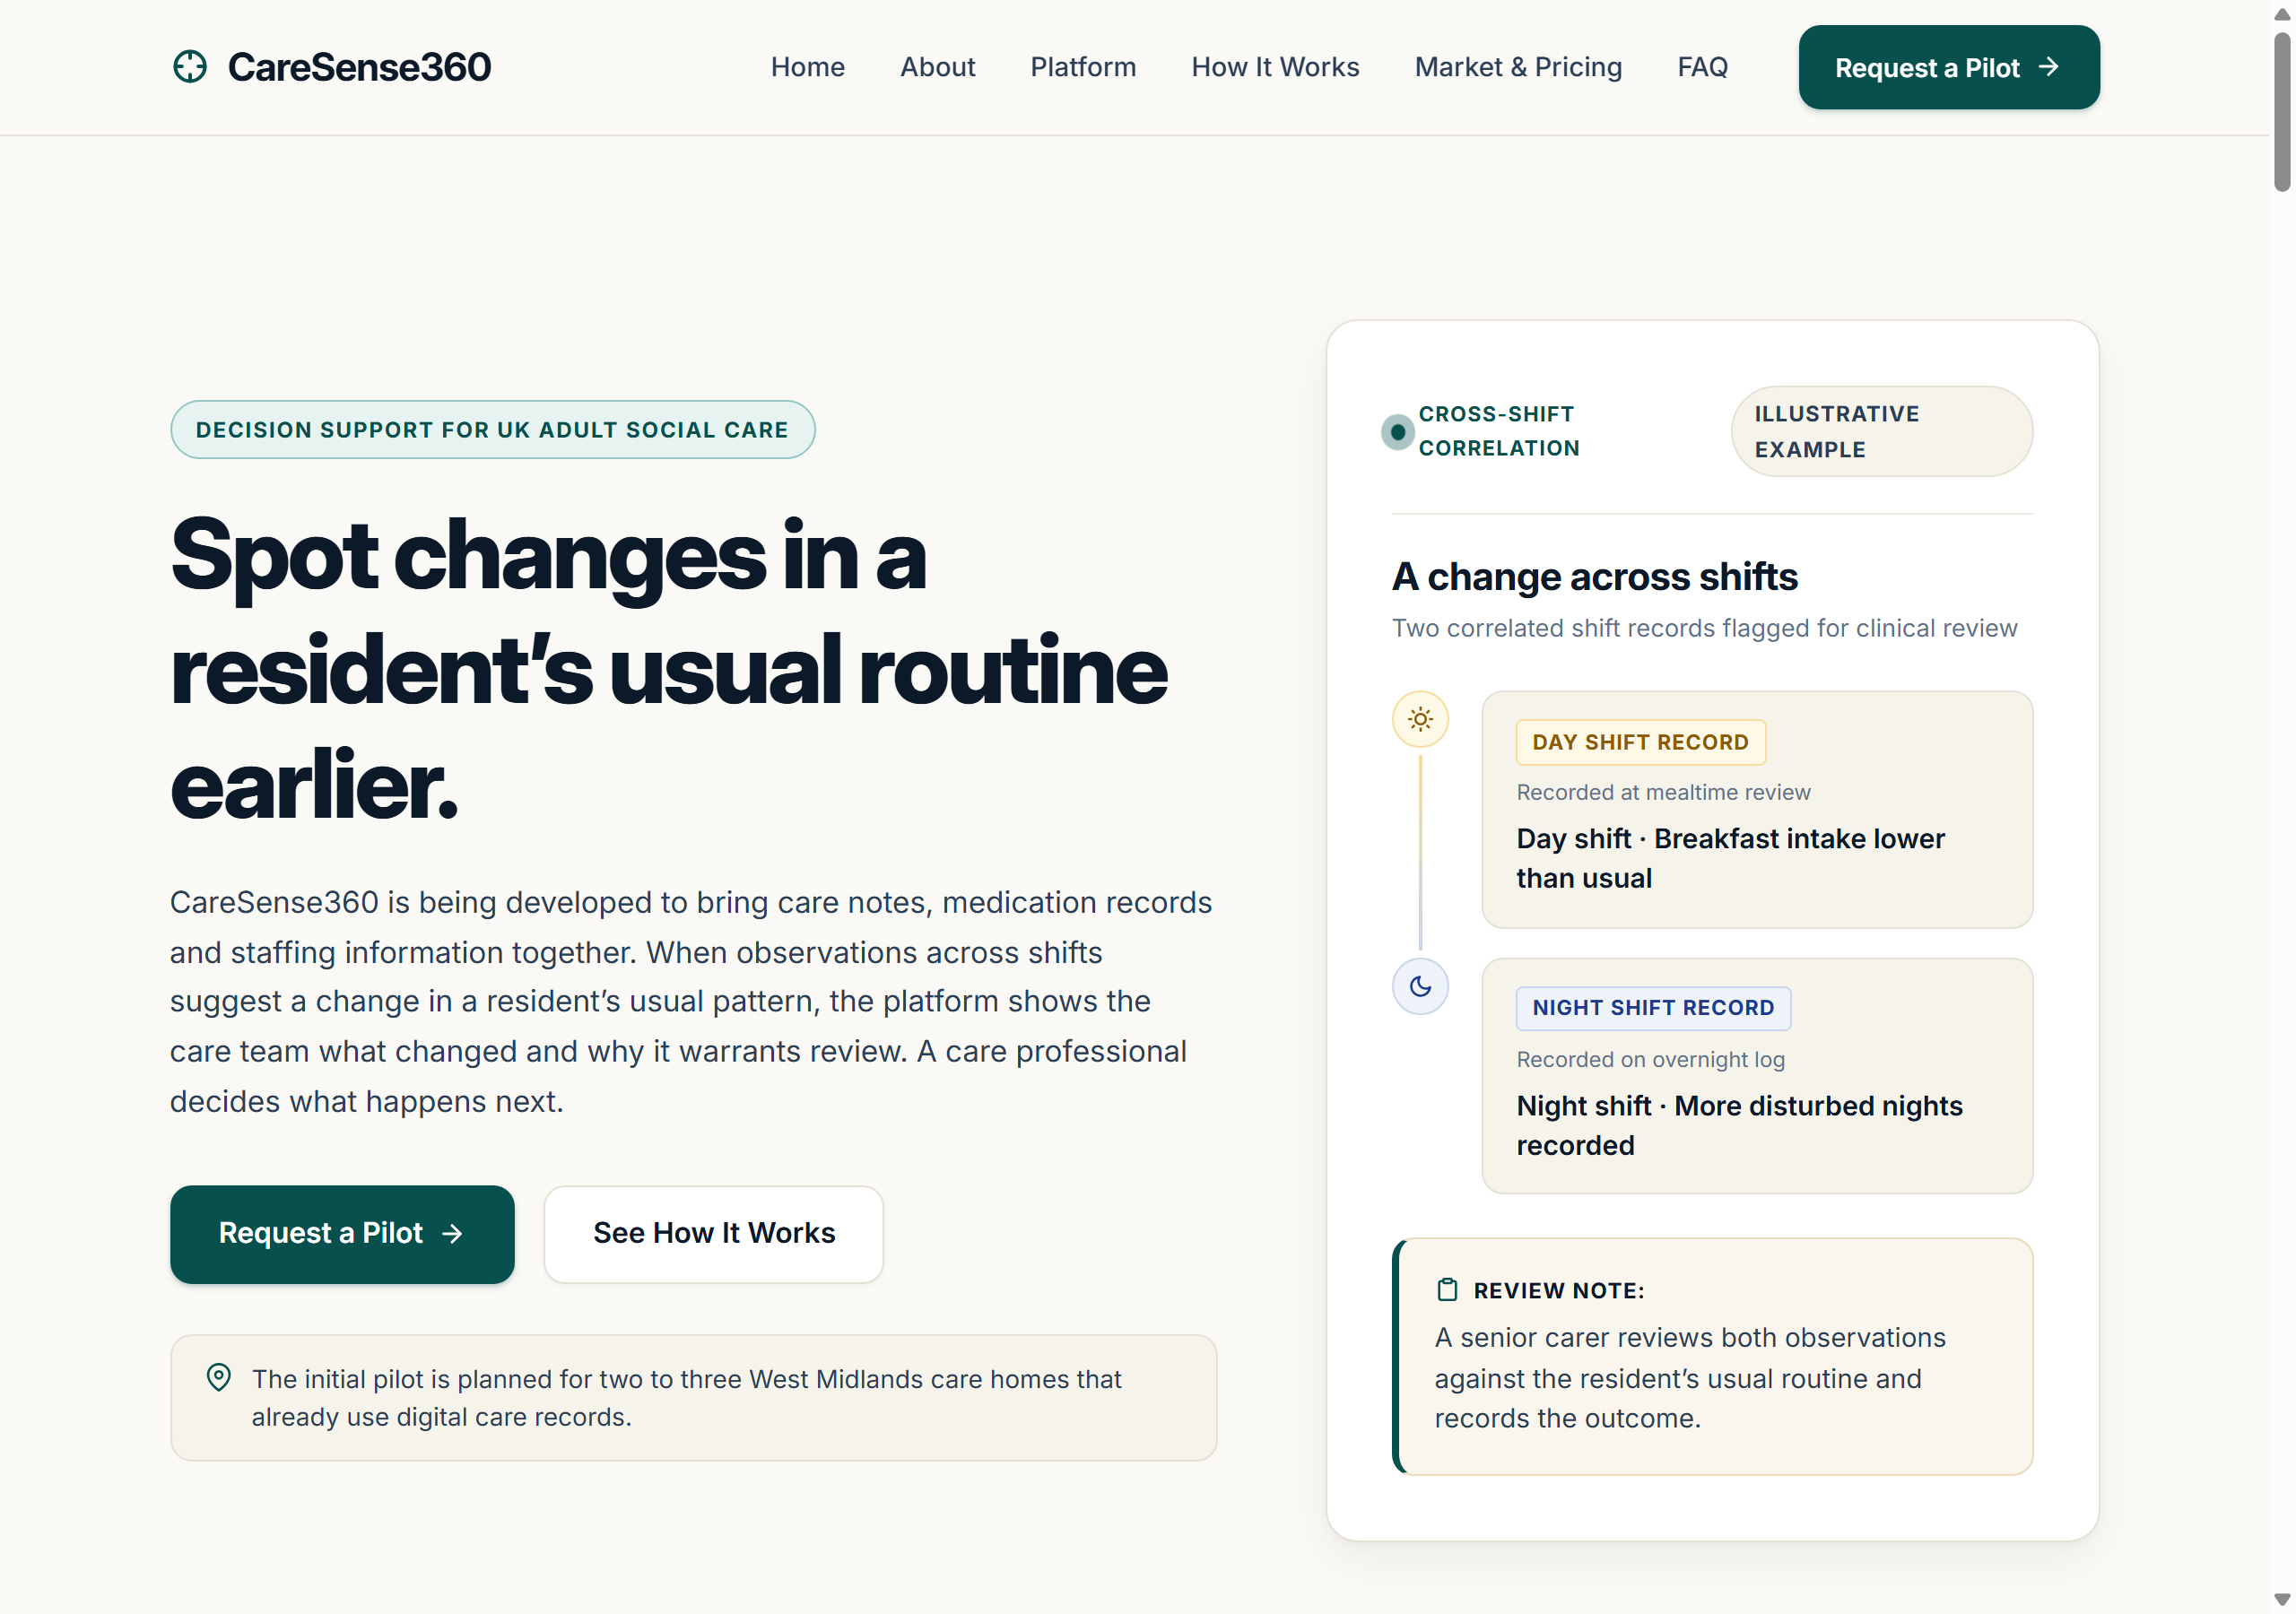 CareSense360
Home
About
Platform
How It Works
Market & Pricing
FAQ
Request a Pilot →
DECISION SUPPORT FOR UK ADULT SOCIAL CARE
Spot changes in a
resident’s usual routine
earlier.
CareSense360 is being developed to bring care notes, medication records
and staffing information together. When observations across shifts
suggest a change in a resident’s usual pattern, the platform shows the
care team what changed and why it warrants review. A care professional
decides what happens next.
Request a Pilot →
See How It Works
The initial pilot is planned for two to three West Midlands care homes that
already use digital care records.
CROSS-SHIFT
CORRELATION
ILLUSTRATIVE
EXAMPLE
A change across shifts
Two correlated shift records flagged for clinical review
DAY SHIFT RECORD
Recorded at mealtime review
Day shift · Breakfast intake lower
than usual
NIGHT SHIFT RECORD
Recorded on overnight log
Night shift · More disturbed nights
recorded
REVIEW NOTE:
A senior carer reviews both observations
against the resident’s usual routine and
records the outcome.